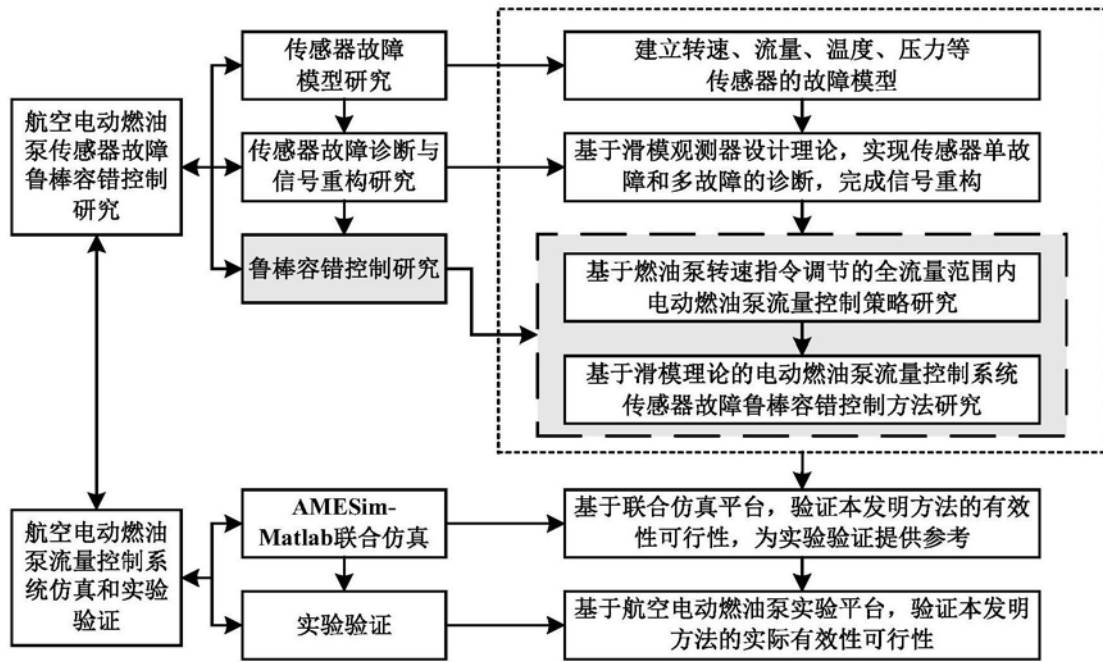 传感器故障
模型研究
建立转速、流量、温度、压力等
传感器的故障模型
航空电动燃油
泵传感器故障
鲁棒容错控制
研究
传感器故障诊断与
信号重构研究
基于滑模观测器设计理论，实现传感器单故
障和多故障的诊断，完成信号重构
鲁棒容错控制研究
基于燃油泵转速指令调节的全流量范围内
电动燃油泵流量控制策略研究
基于滑模理论的电动燃油泵流量控制系统
传感器故障鲁棒容错控制方法研究
航空电动燃油
泵流量控制系
统仿真和实验
验证
AMESim-
Matlab联合仿真
基于联合仿真平台，验证本发明方法的有效
性可行性，为实验验证提供参考
实验验证
基于航空电动燃油泵实验平台，验证本发明
方法的实际有效性可行性